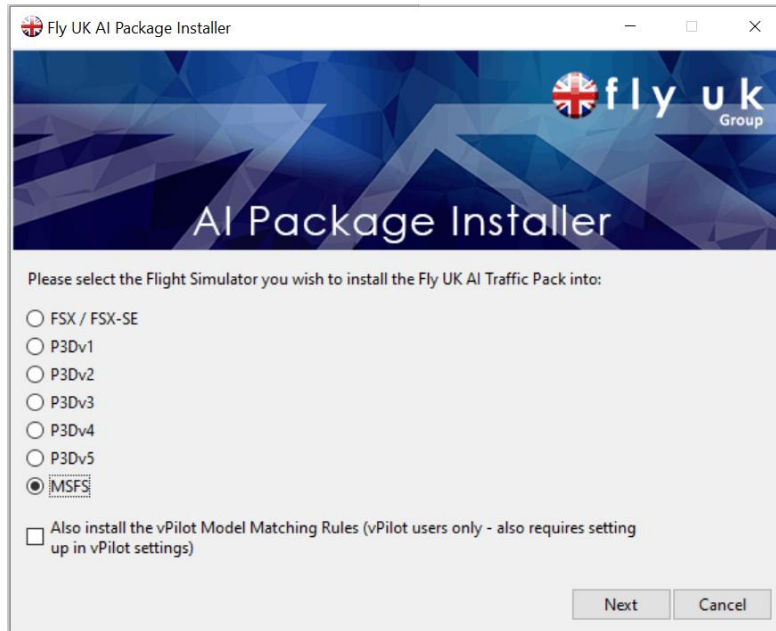 Fly UK AI Package Installer
fly uk
Group
AI Package Installer
Please select the Flight Simulator you wish to install the Fly UK AI Traffic Pack into:
FSX / FSX-SE
P3Dv1
P3Dv2
P3Dv3
P3Dv4
P3Dv5
MSFS
Also install the vPilot Model Matching Rules (vPilot users only - also requires setting
up in vPilot settings)
Next Cancel